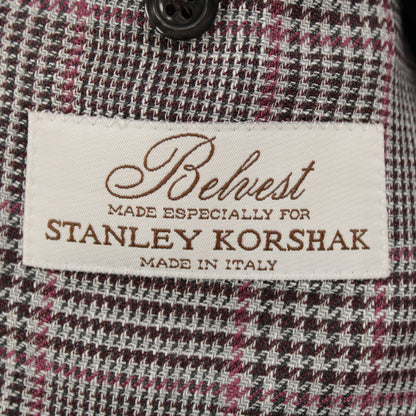 Belvest
MADE ESPECIALLY FOR
STANLEY KORSHAK
MADE IN ITALY